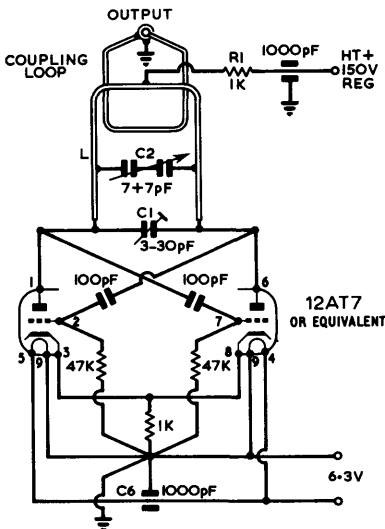 OUTPUT
COUPLING
LOOP
R1
1K
1000pF
HT+
150V
REG
L
C2
7+7pF
C1
3-30pF
100pF
100pF
1
6
2
7
12AT7
OR EQUIVALENT
5
9
3
8
9
4
47K
47K
1K
C6
1000pF
6·3V